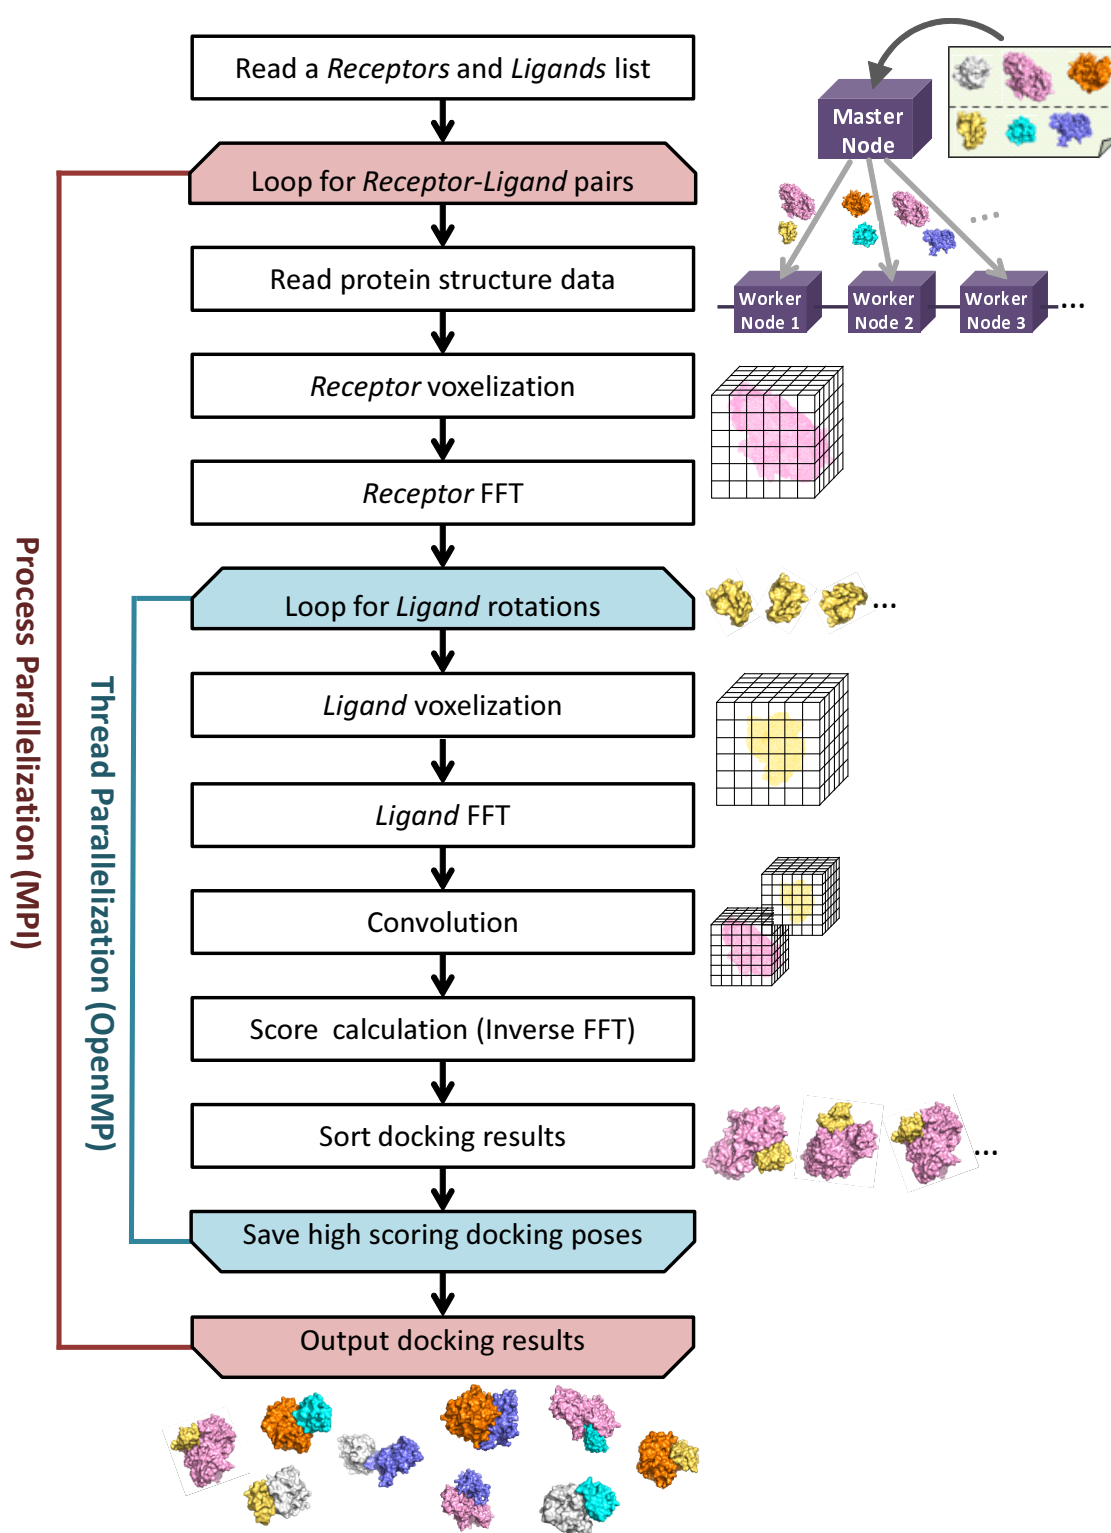 Read a Receptors and Ligands list
Loop for Receptor-Ligand pairs
Read protein structure data
Receptor voxelization
Receptor FFT
Loop for Ligand rotations
Ligand voxelization
Ligand FFT
Convolution
Score calculation (Inverse FFT)
Sort docking results
Save high scoring docking poses
Output docking results
Process Parallelization (MPI)
Thread Parallelization (OpenMP)
Master
Node
...
Worker
Node 1
Worker
Node 2
Worker
Node 3
...
...
...